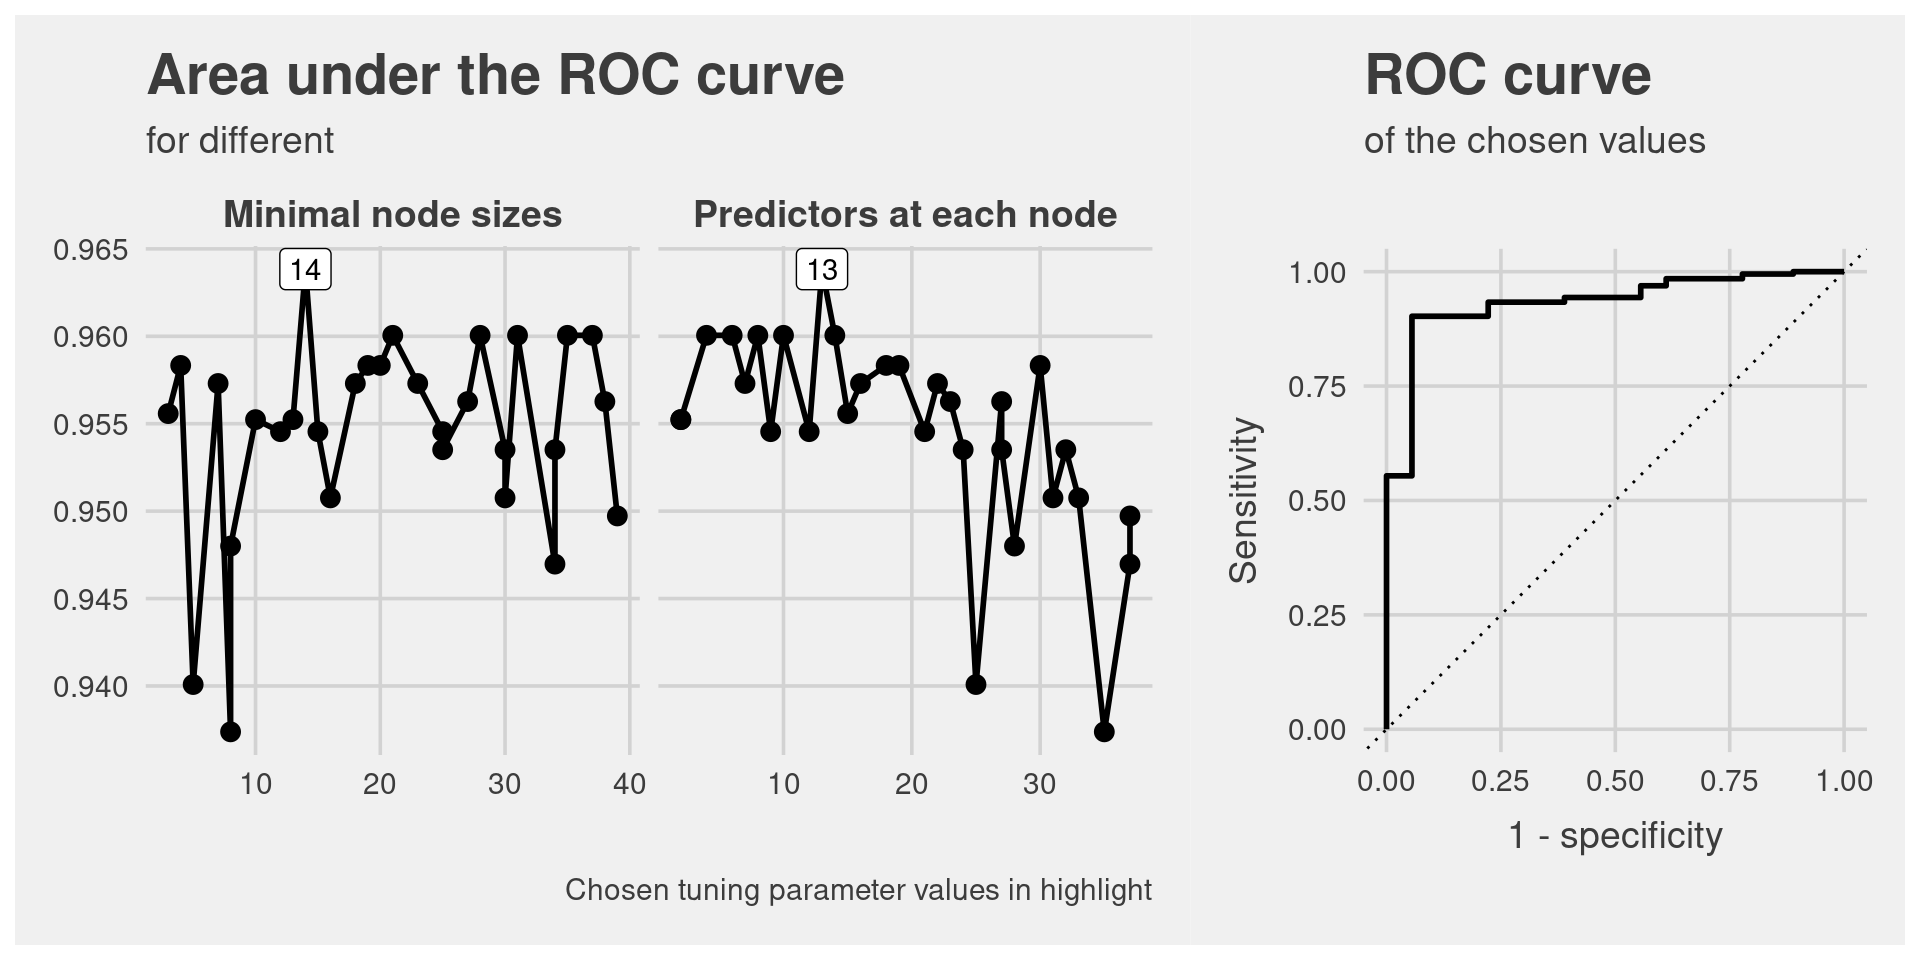 Area under the ROC curve
for different
Minimal node sizes
Predictors at each node
0.965
0.960
0.955
0.950
0.945
0.940
14
13
10 20 30 40
10 20 30
Chosen tuning parameter values in highlight
ROC curve
of the chosen values
Sensitivity
1.00
0.75
0.50
0.25
0.00
0.00 0.25 0.50 0.75 1.00
1 - specificity